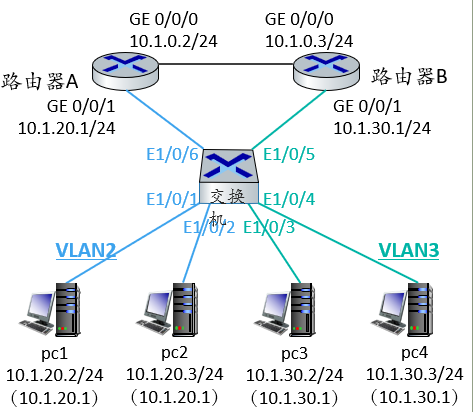 GE 0/0/0
10.1.0.2/24
GE 0/0/0
10.1.0.3/24
路由器A
路由器B
GE 0/0/1
10.1.20.1/24
GE 0/0/1
10.1.30.1/24
E1/0/6
E1/0/5
E1/0/1
交换机
E1/0/4
E1/0/2
E1/0/3
VLAN2
VLAN3
pc1
10.1.20.2/24
（10.1.20.1）
pc2
10.1.20.3/24
（10.1.20.1）
pc3
10.1.30.2/24
（10.1.30.1）
pc4
10.1.30.3/24
（10.1.30.1）